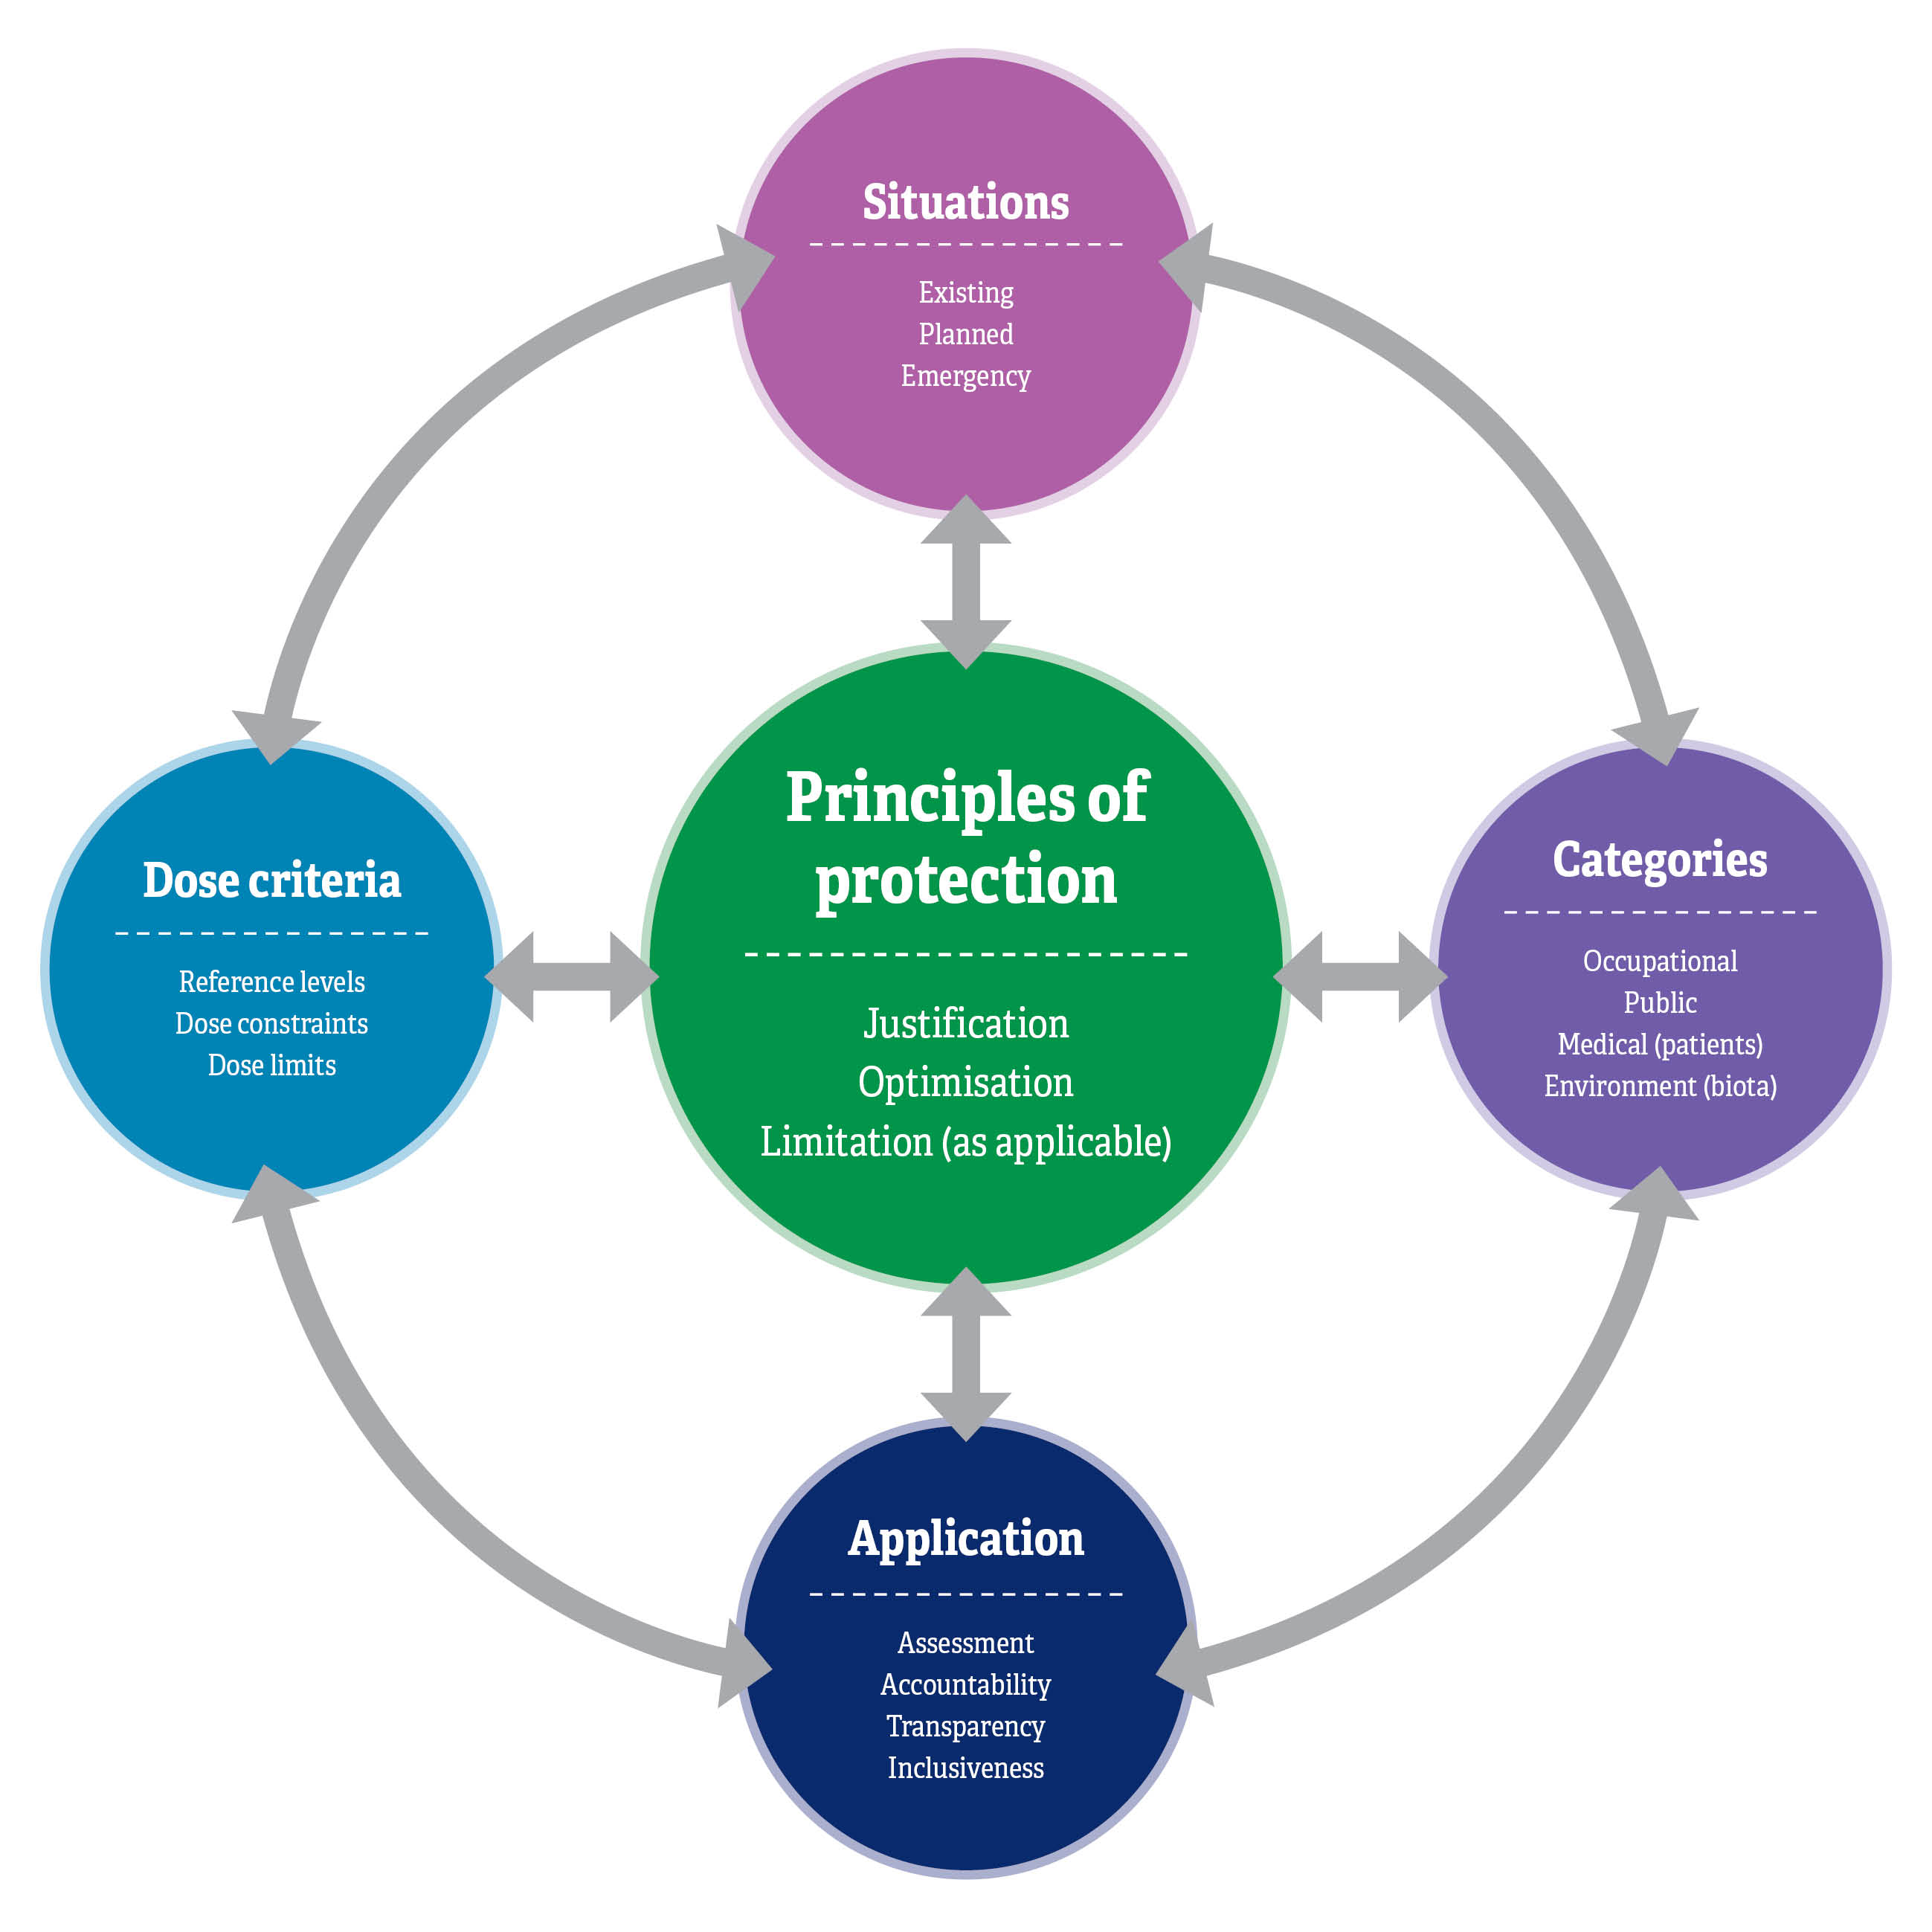 Situations
Existing
Planned
Emergency
Dose criteria
Reference levels
Dose constraints
Dose limits
Principles of
protection
Justification
Optimisation
Limitation (as applicable)
Categories
Occupational
Public
Medical (patients)
Environment (biota)
Application
Assessment
Accountability
Transparency
Inclusiveness